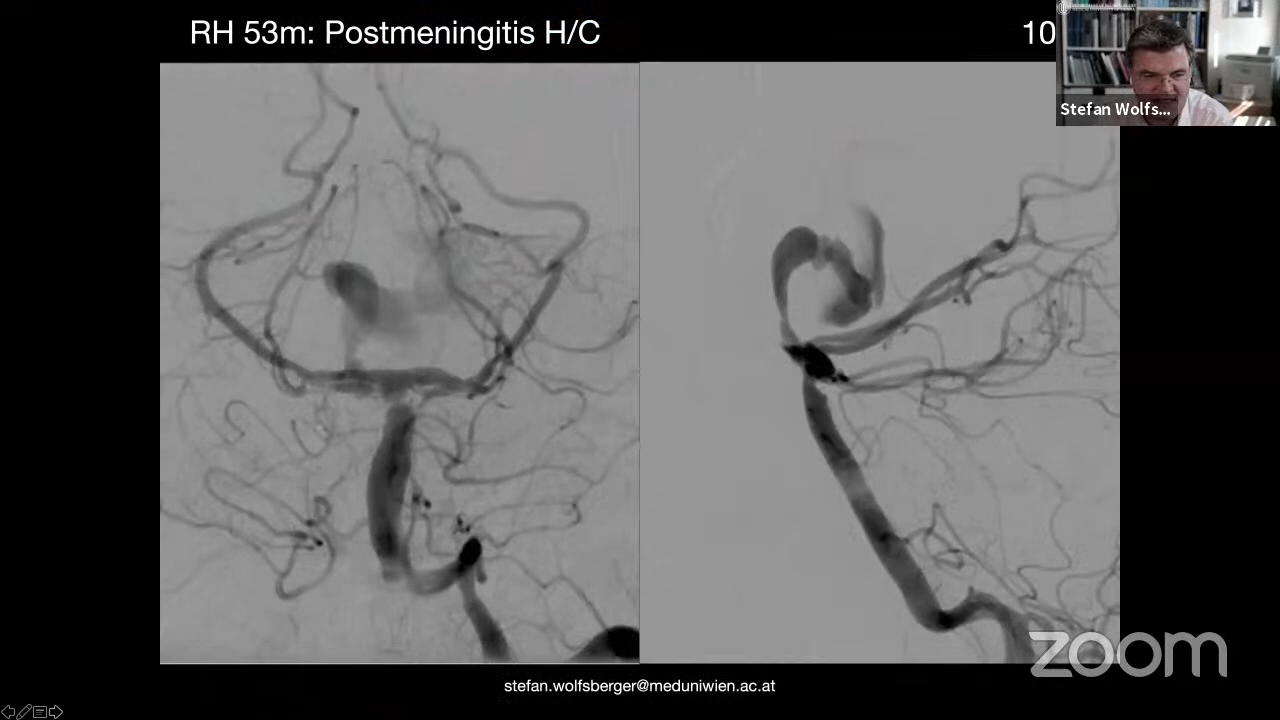 RH 53m: Postmeningitis H/C
10
Stefan Wolfs...
zoom
stefan.wolfsberger@meduniwien.ac.at